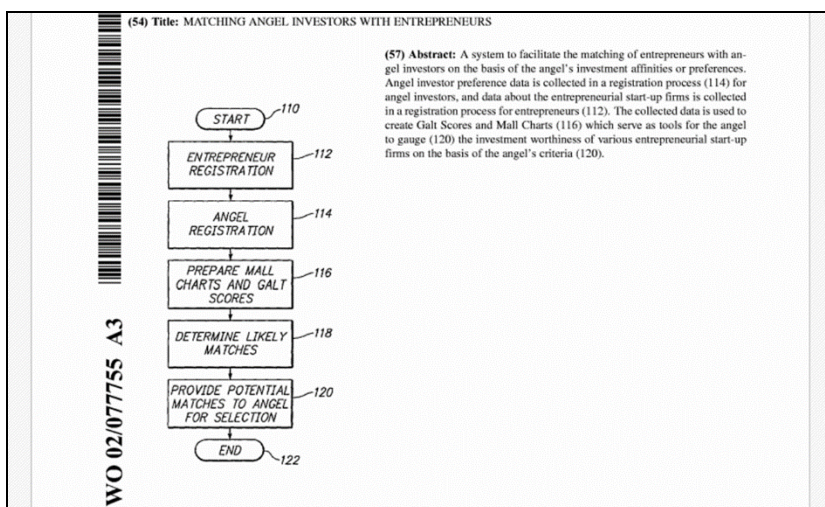 (54) Title: MATCHING ANGEL INVESTORS WITH ENTREPRENEURS
(57) Abstract: A system to facilitate the matching of entrepreneurs with an-
gel investors on the basis of the angel's investment affinities or preferences.
Angel investor preference data is collected in a registration process (114) for
angel investors, and data about the entrepreneurial start-up firms is collected
in a registration process for entrepreneurs (112). The collected data is used to
create Galt Scores and Mall Charts (116) which serve as tools for the angel
to gauge (120) the investment worthiness of various entrepreneurial start-up
firms on the basis of the angel's criteria (120).
START
110
ENTREPRENEUR
REGISTRATION
112
ANGEL
REGISTRATION
114
PREPARE MALL
CHARTS AND GALT
SCORES
116
DETERMINE LIKELY
MATCHES
118
PROVIDE POTENTIAL
MATCHES TO ANGEL
FOR SELECTION
120
END
122
WO 02/077755 A3